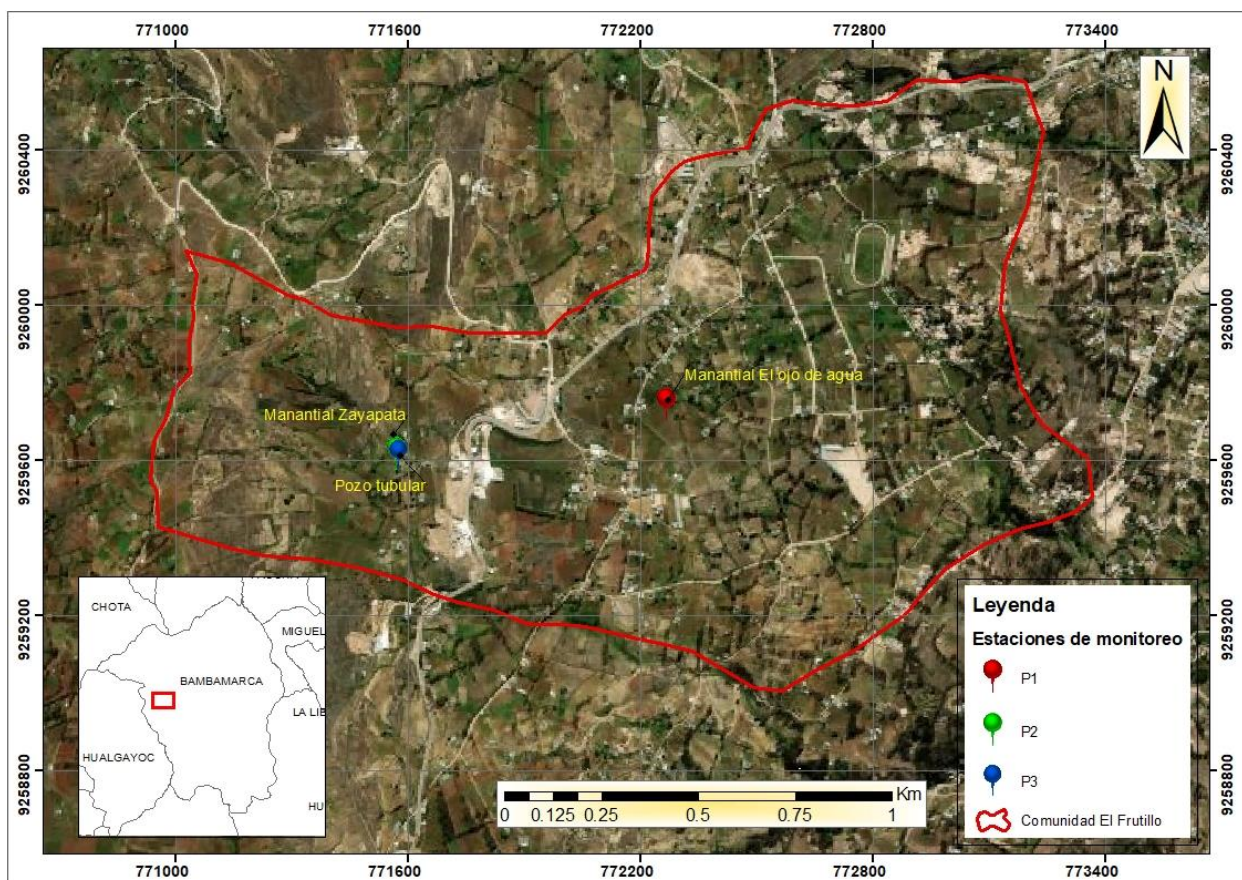 771000 771600 772200 772800 773400
N
9260400 9260400
9260000 9260000
Manantial El ojo de agua
Manantial Zayapata
9259600 9259600
Pozo tubular
9259200 9259200
9258800 9258800
CHOTA
MIGUEL
BAMBAMARCA
LA LIB
HUALGAYOC
HU
Leyenda
Estaciones de monitoreo
P1
P2
P3
Comunidad El Frutillo
Km
0 0.125 0.25 0.5 0.75 1
771000 771600 772200 772800 773400